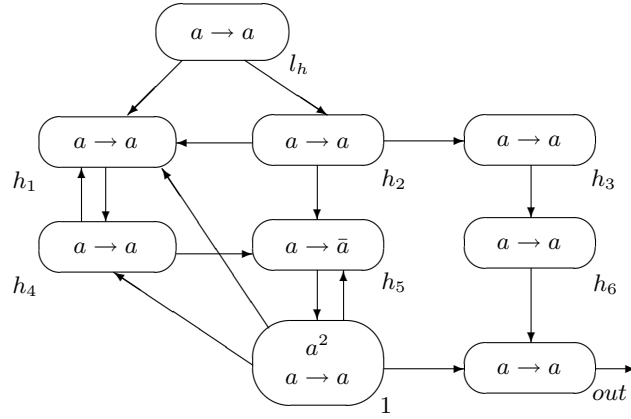 a → a
l_h
a → a
a → a
a → a
h_1
h_2
h_3
a → a
a → ā
a → a
h_4
h_5
h_6
a^2
a → a
a → a
1
out